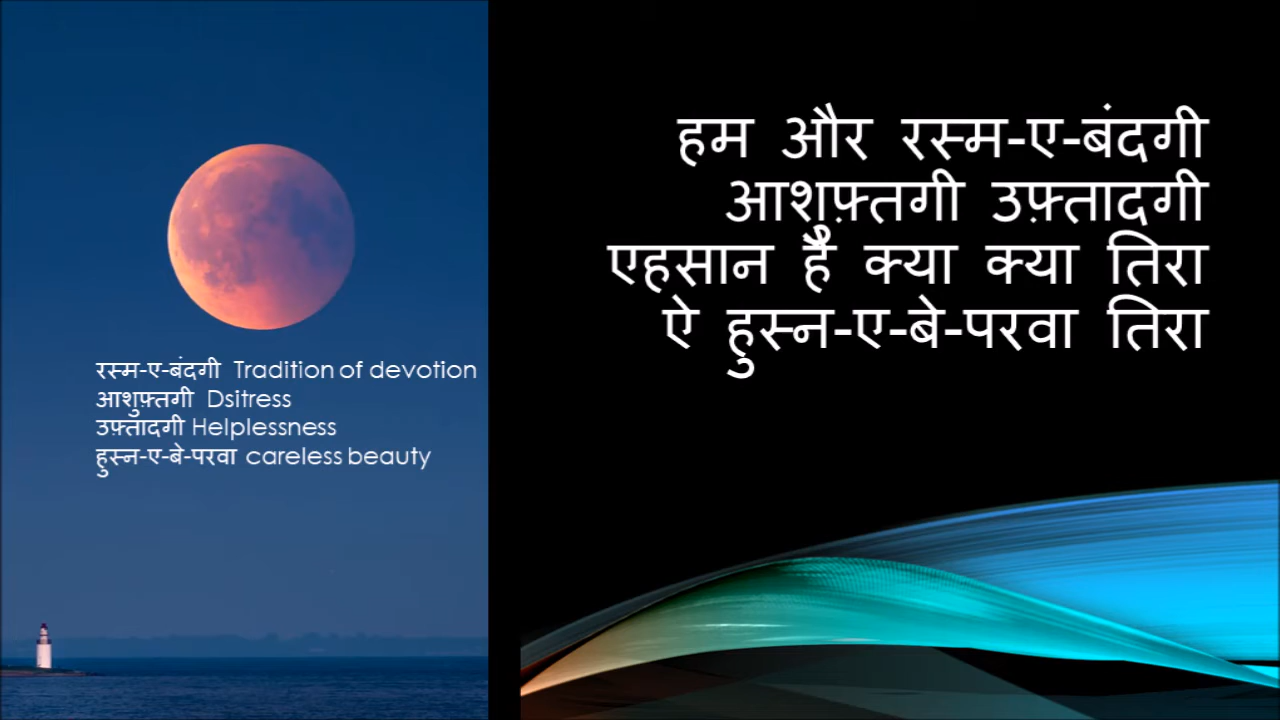 हम और रस्म-ए-बंदगी
आशुफ़्तगी उफ़्तादगी
एहसान है क्या क्या तिरा
ऐ हुस्न-ए-बे-परवा तिरा
रस्म-ए-बंदगी Tradition of devotion
आशुफ़्तगी Dsitress
उफ़्तादगी Helplessness
हुस्न-ए-बे-परवा careless beauty